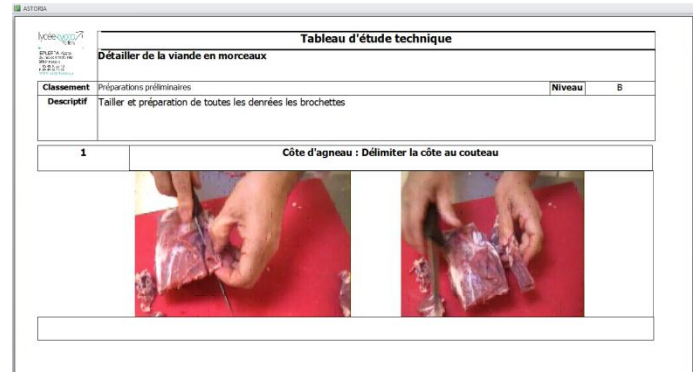 ASTORIA
lycée
Tableau d'étude technique
Détailler de la viande en morceaux
Classement Préparations préliminaires Niveau B
Descriptif Tailler et préparation de toutes les denrées les brochettes
1 Côte d'agneau : Délimiter la côte au couteau